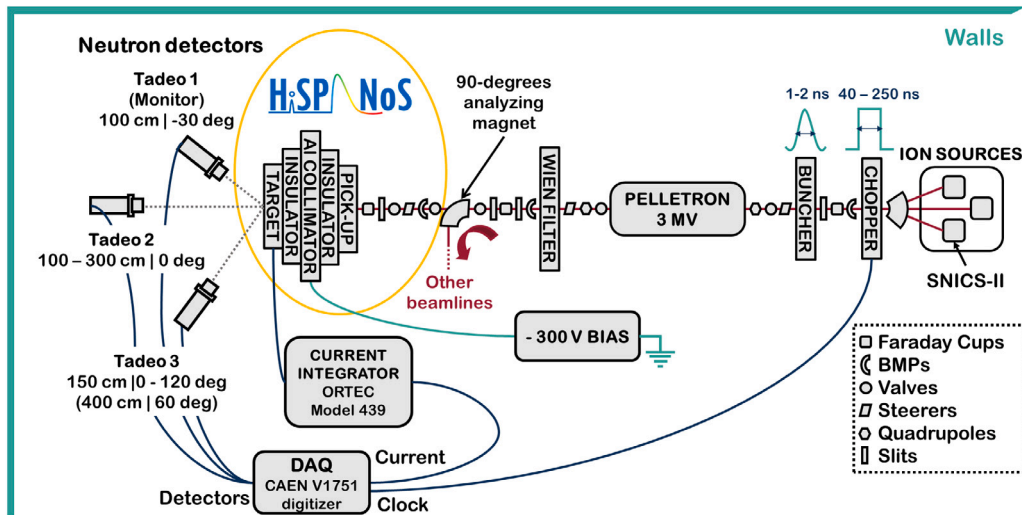 Walls
Neutron detectors
Tadeo 1
(Monitor)
100 cm | -30 deg
HiSPANoS
90-degrees
analyzing
magnet
1-2 ns
40 – 250 ns
ION SOURCES
TARGET
INSULATOR
Al COLLIMATOR
INSULATOR
PICK-UP
WIEN FILTER
PELLETRON
3 MV
BUNCHER
CHOPPER
SNICS-II
Tadeo 2
100 – 300 cm | 0 deg
Other
beamlines
- 300 V BIAS
Tadeo 3
150 cm |0 - 120 deg
(400 cm | 60 deg)
CURRENT
INTEGRATOR
ORTEC
Model 439
Faraday Cups
BMPs
Valves
Steerers
Quadrupoles
Slits
DAQ
CAEN V1751
digitizer
Current
Detectors
Clock